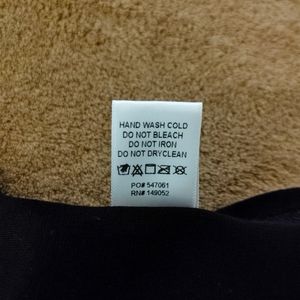 HAND WASH COLD
DO NOT BLEACH
DO NOT IRON
DO NOT DRYCLEAN
PO# 547061
RN# 149052